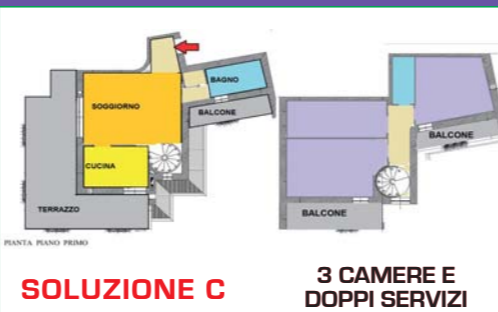 BAGNO
SOGGIORNO
BALCONE
CUCINA
TERRAZZO
PIANTA PIANO PRIMO
BALCONE
BALCONE
SOLUZIONE C
3 CAMERE E
DOPPI SERVIZI